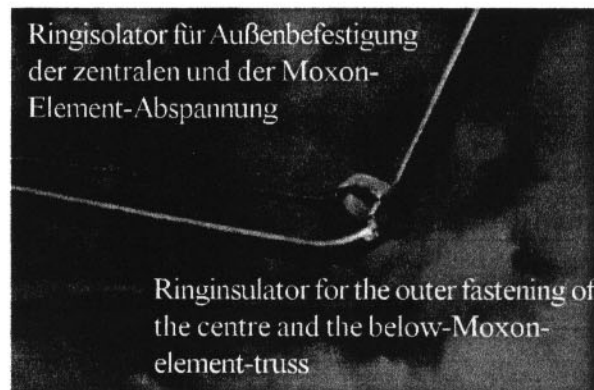 Ringisolator für Außenbefestigung
der zentralen und der Moxon-
Element-Abspannung
Ringinsulator for the outer fastening of
the centre and the below-Moxon-
element-truss